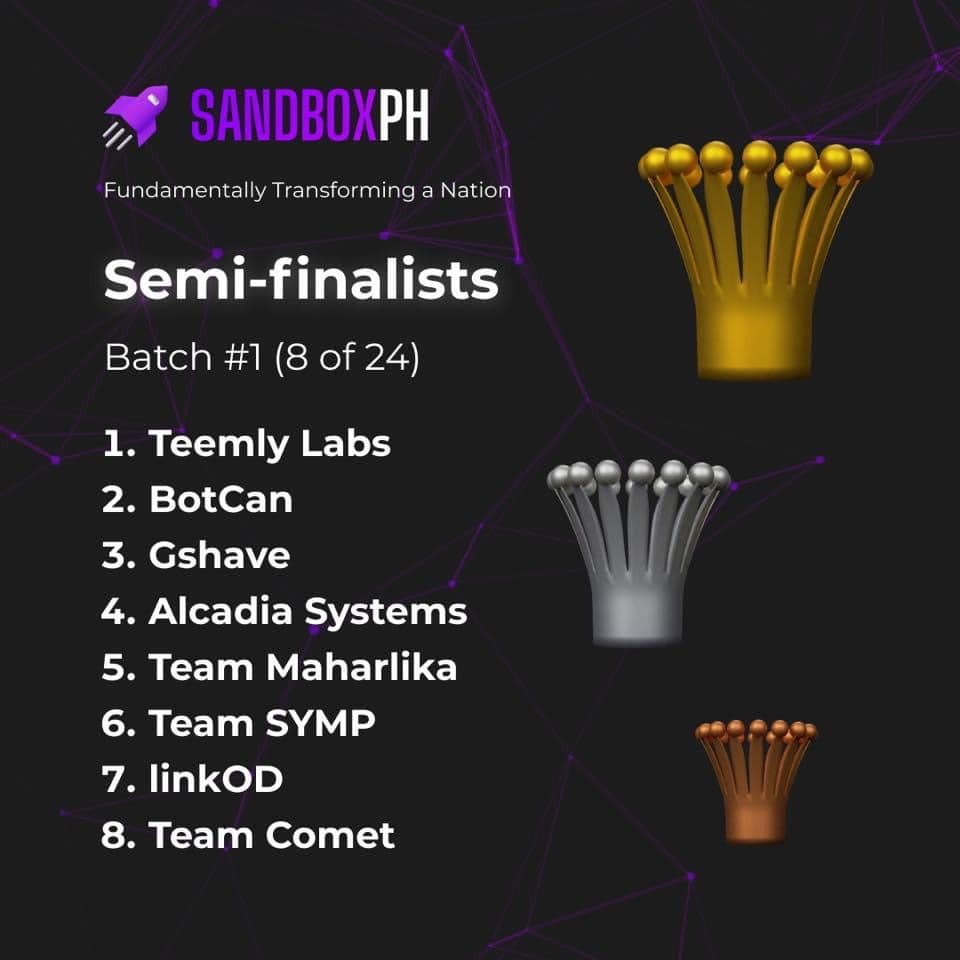 SANDBOXPH
Fundamentally Transforming a Nation
Semi-finalists
Batch #1 (8 of 24)
1. Teemly Labs
2. BotCan
3. Gshave
4. Alcadia Systems
5. Team Maharlika
6. Team SYMP
7. linkOD
8. Team Comet